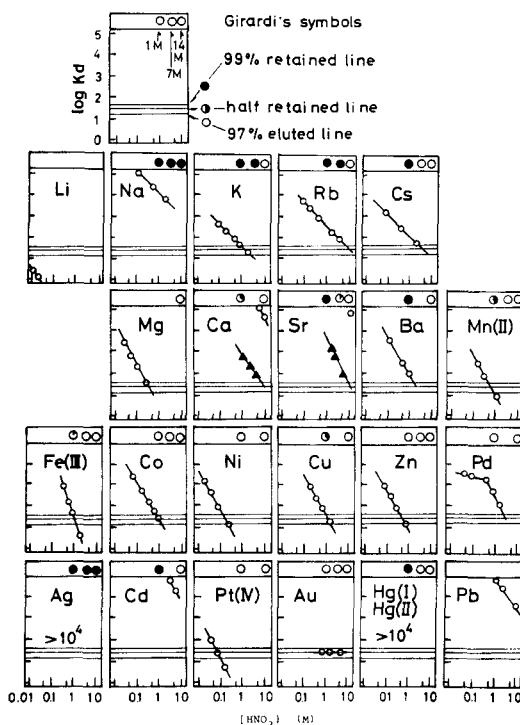 Girardi's symbols
1M
7M
14
M
99% retained line
half retained line
97% eluted line
log Kd
5
4
3
2
1
0
Li
Na
K
Rb
Cs
Mg
Ca
Sr
Ba
Mn(II)
Fe(III)
Co
Ni
Cu
Zn
Pd
Ag
>10⁴
Cd
Pt(IV)
Au
Hg(I)
Hg(II)
>10⁴
Pb
0.01 0.1 1 10
0.1 1 10
0.1 1 10
0.1 1 10
0.1 1 10
0.1 1 10
[HNO₃] (M)